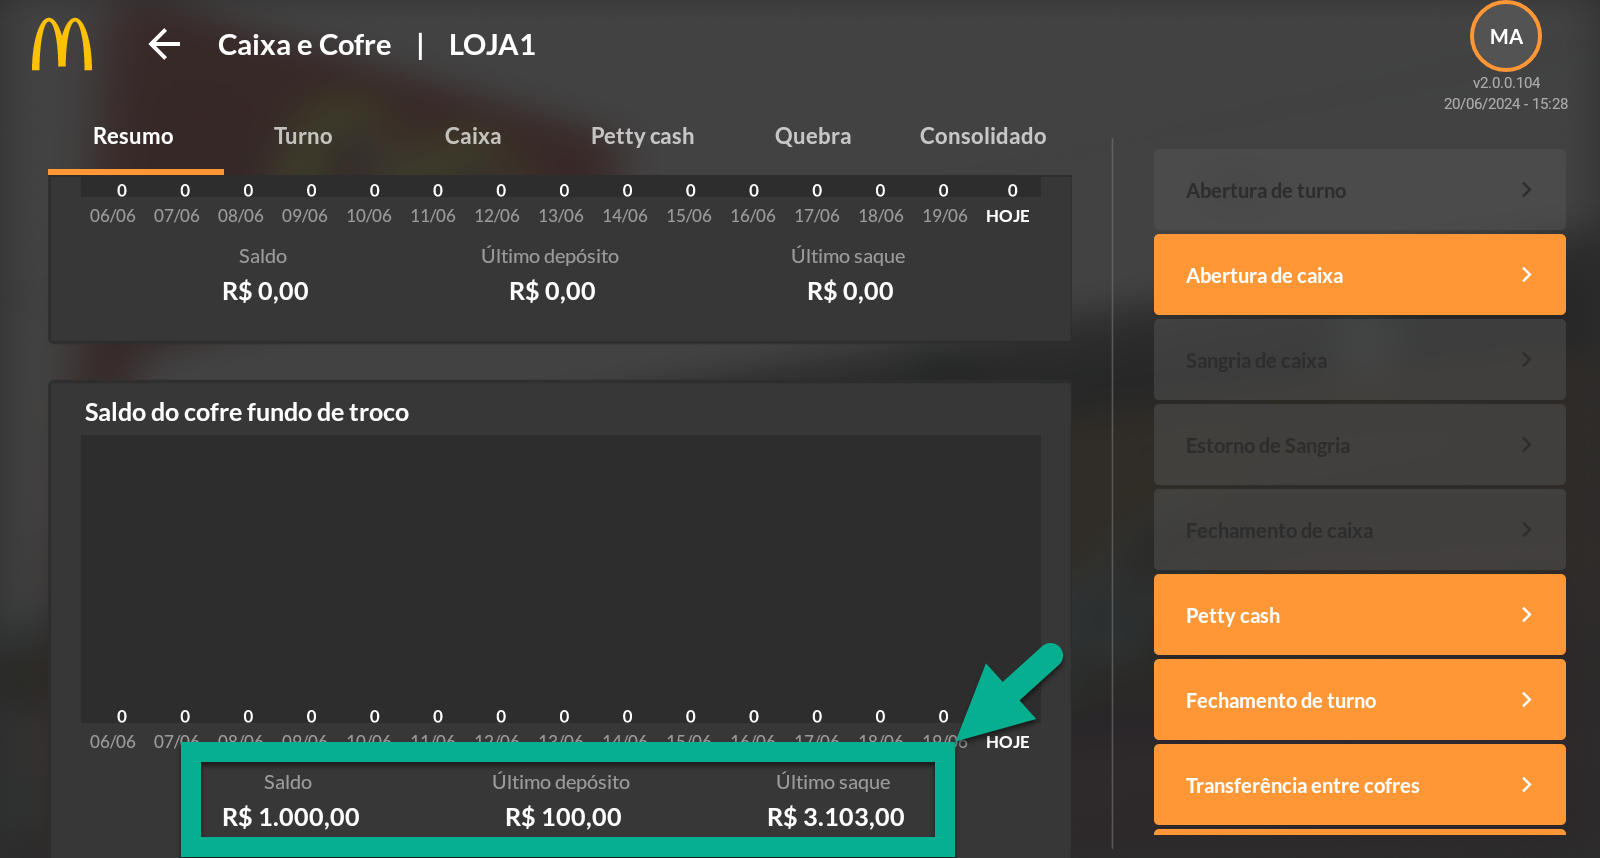 Caixa e Cofre | LOJA1
MA
v2.0.0.104
20/06/2024 - 15:28
Resumo Turno Caixa Petty cash Quebra Consolidado
0 0 0 0 0 0 0 0 0 0 0 0 0 0 0
06/06 07/06 08/06 09/06 10/06 11/06 12/06 13/06 14/06 15/06 16/06 17/06 18/06 19/06 HOJE
Saldo Último depósito Último saque
R$ 0,00 R$ 0,00 R$ 0,00
Saldo do cofre fundo de troco
0 0 0 0 0 0 0 0 0 0 0 0 0 0
06/06 07/06 08/06 09/06 10/06 11/06 12/06 13/06 14/06 15/06 16/06 17/06 18/06 19/06 HOJE
Saldo Último depósito Último saque
R$ 1.000,00 R$ 100,00 R$ 3.103,00
Abertura de turno
Abertura de caixa
Sangria de caixa
Estorno de Sangria
Fechamento de caixa
Petty cash
Fechamento de turno
Transferência entre cofres